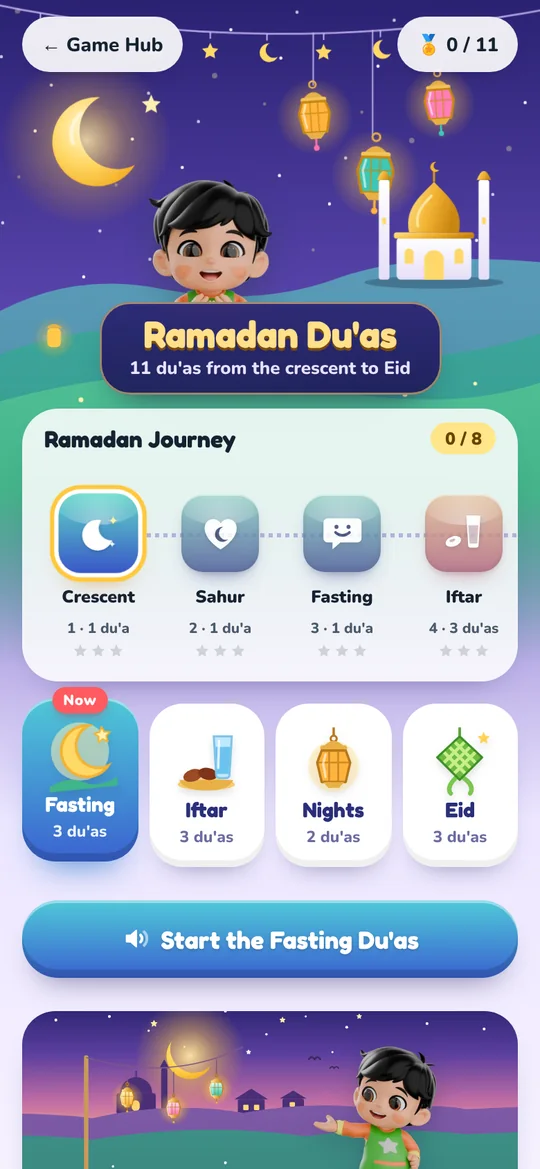 ← Game Hub
🏅 0 / 11
Ramadan Du'as
11 du'as from the crescent to Eid
Ramadan Journey
0 / 8
Crescent
1 · 1 du'a
Sahur
2 · 1 du'a
Fasting
3 · 1 du'a
Iftar
4 · 3 du'as
Now
Fasting
3 du'as
Iftar
3 du'as
Nights
2 du'as
Eid
3 du'as
Start the Fasting Du'as